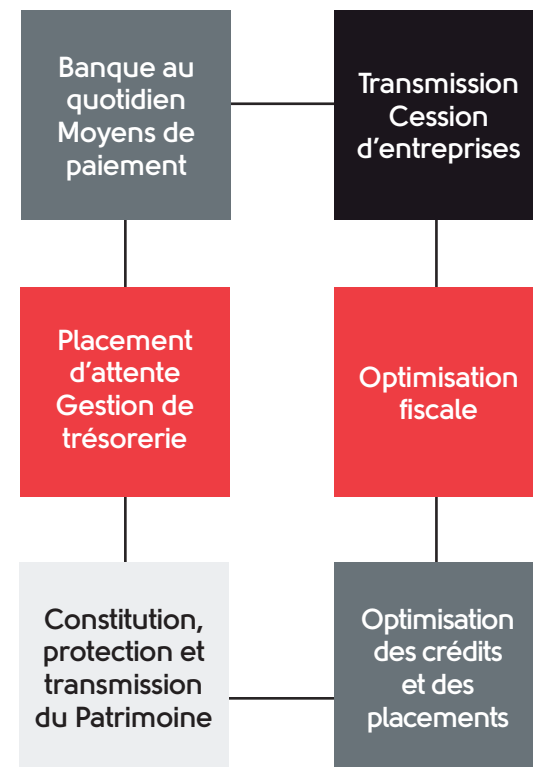 Banque au
quotidien
Moyens de
paiement
Transmission
Cession
d'entreprises
Placement
d'attente
Gestion de
trésorerie
Optimisation
fiscale
Constitution,
protection et
transmission
du Patrimoine
Optimisation
des crédits
et des
placements